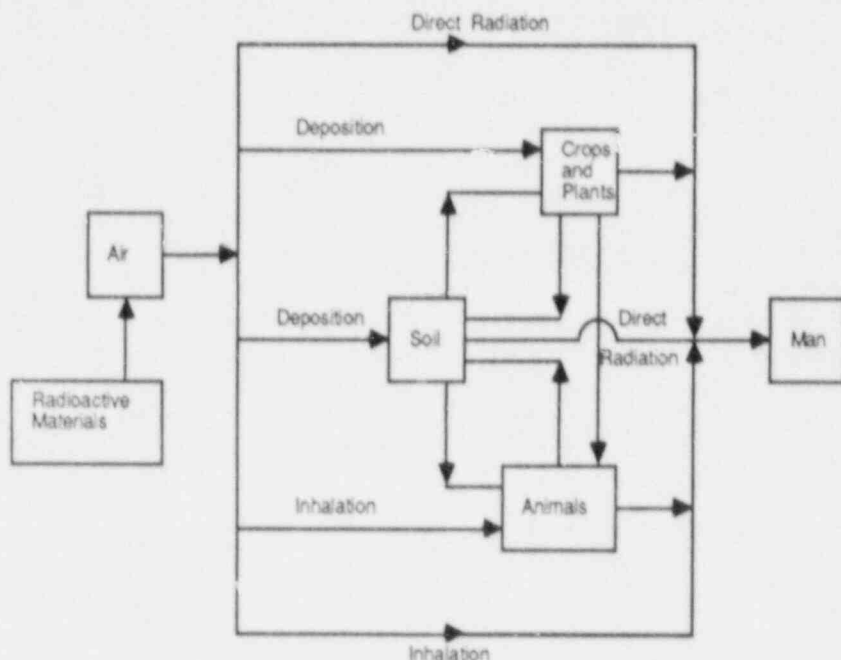 Direct Radiation
Deposition
Crops
and
Plants
Air
Deposition
Soil
Direct
Radiation
Man
Radioactive
Materials
Inhalation
Animals
Inhalation